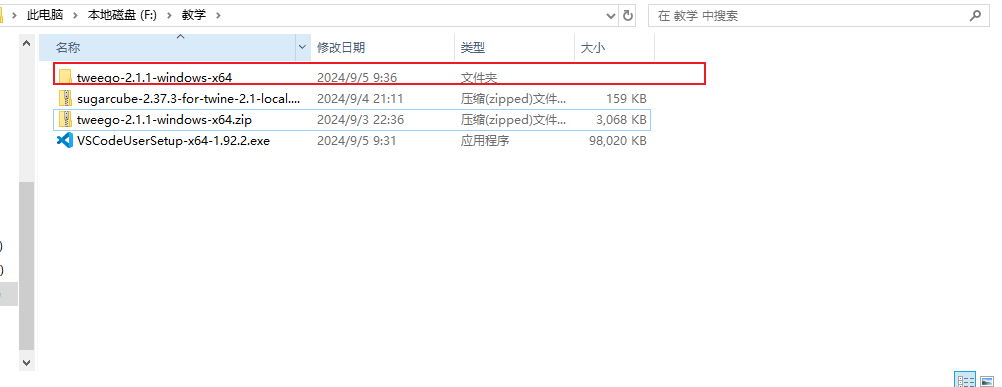 此电脑 本地磁盘 (F:) 教学 在 教学 中搜索
名称 修改日期 类型 大小
tweego-2.1.1-windows-x64 2024/9/5 9:36 文件夹
sugarcube-2.37.3-for-twine-2.1-local.... 2024/9/4 21:11 压缩(zipped)文件... 159 KB
tweego-2.1.1-windows-x64.zip 2024/9/3 22:36 压缩(zipped)文件... 3,068 KB
VSCodeUserSetup-x64-1.92.2.exe 2024/9/5 9:31 应用程序 98,020 KB